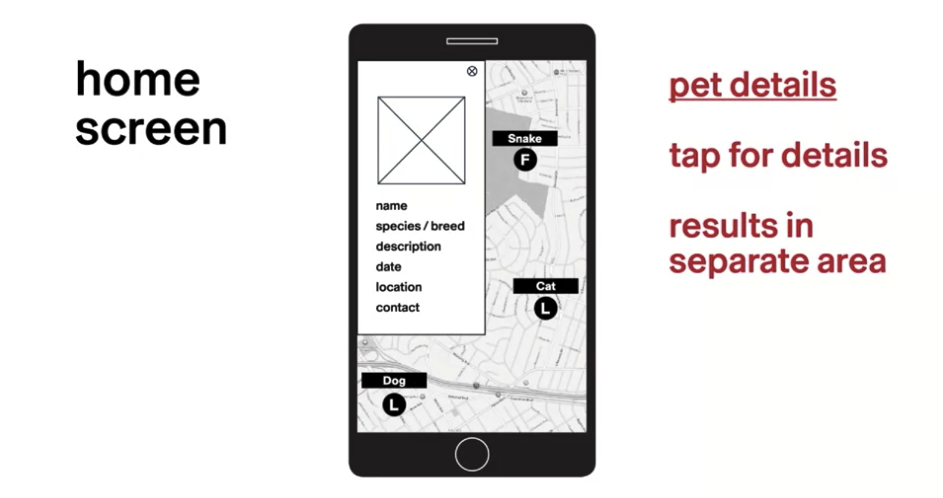 home
screen
name
species / breed
description
date
location
contact
Snake
F
Cat
L
Dog
L
pet details
tap for details
results in
separate area